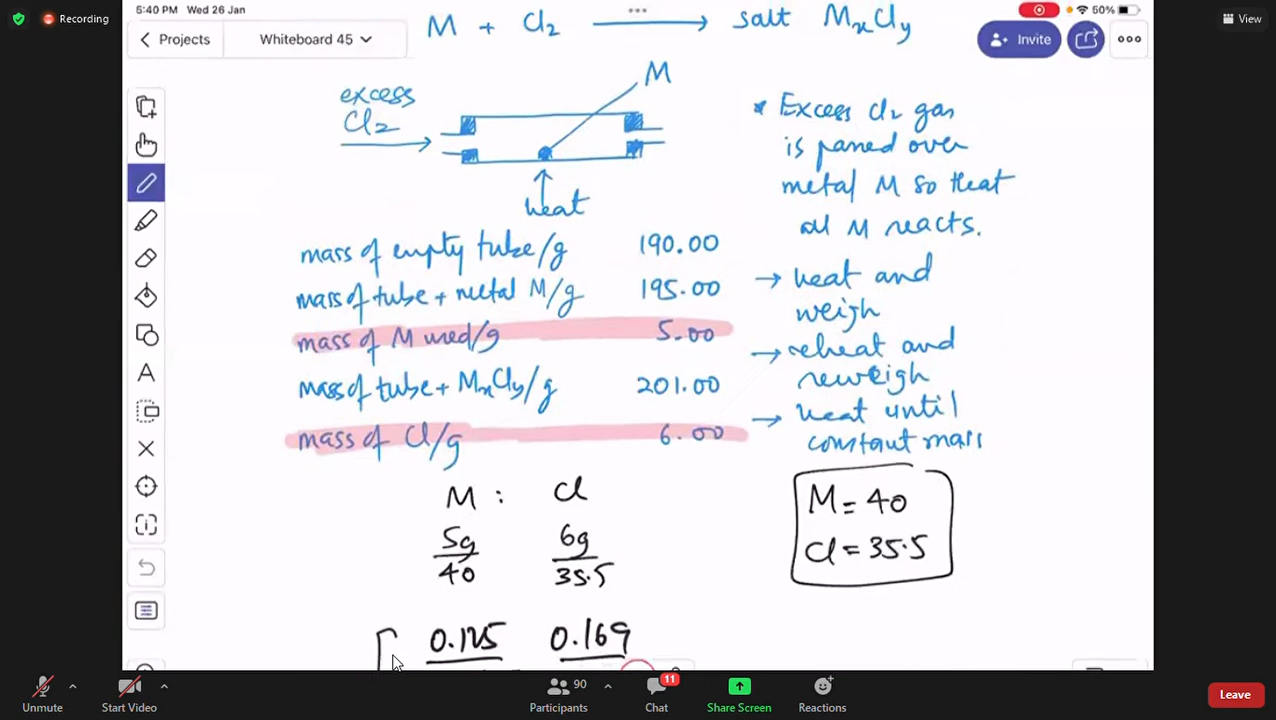 Recording
5:40 PM Wed 26 Jan
50%
View
Projects
Whiteboard 45
Invite
M + Cl2 → salt MxCly
M
excess
Cl2
heat
* Excess Cl2 gas
is passed over
metal M so that
all M reacts.
→ heat and
weigh
→ reheat and
reweigh
→ heat until
constant mass
mass of empty tube/g 190.00
mass of tube + metal M/g 195.00
mass of M used/g 5.00
mass of tube + MxCly/g 201.00
mass of Cl/g 6.00
M : Cl
5g 6g
40 35.5
0.125 0.169
M = 40
Cl = 35.5
Unmute
Start Video
90
Participants
11
Chat
Share Screen
Reactions
Leave